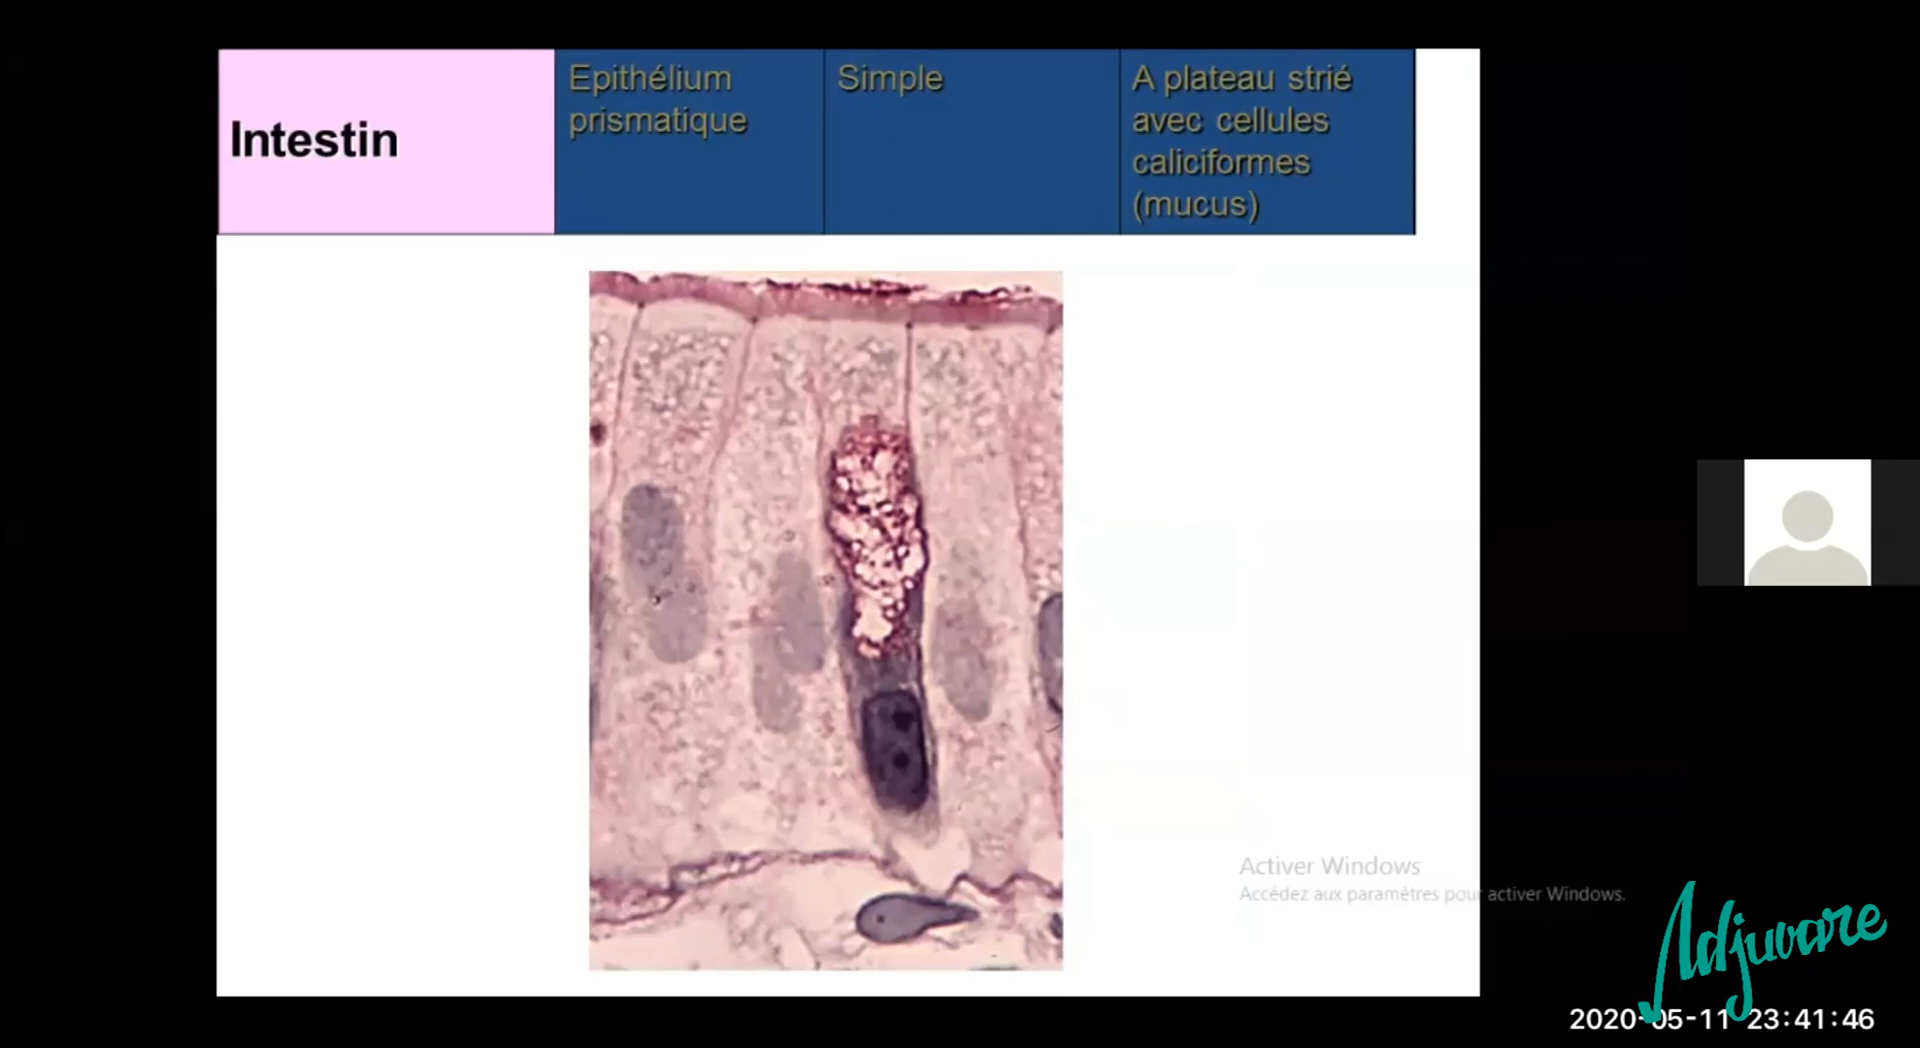 Intestin
Epithélium
prismatique
Simple
A plateau strié
avec cellules
caliciformes
(mucus)
Activer Windows
Accédez aux paramètres pour activer Windows.
Adjuvare
2020-05-11 23:41:46